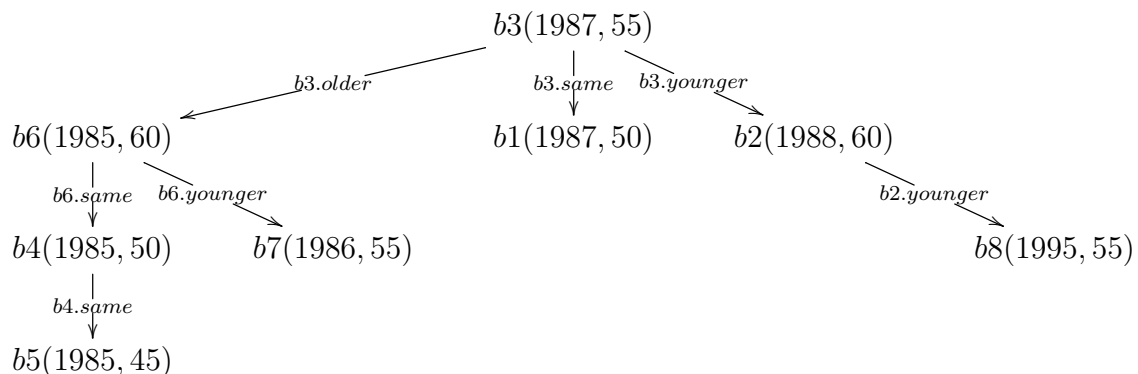 b3(1987, 55)
b3.older b3.same b3.younger
b6(1985, 60) b1(1987, 50) b2(1988, 60)
b6.same b6.younger b2.younger
b4(1985, 50) b7(1986, 55) b8(1995, 55)
b4.same
b5(1985, 45)